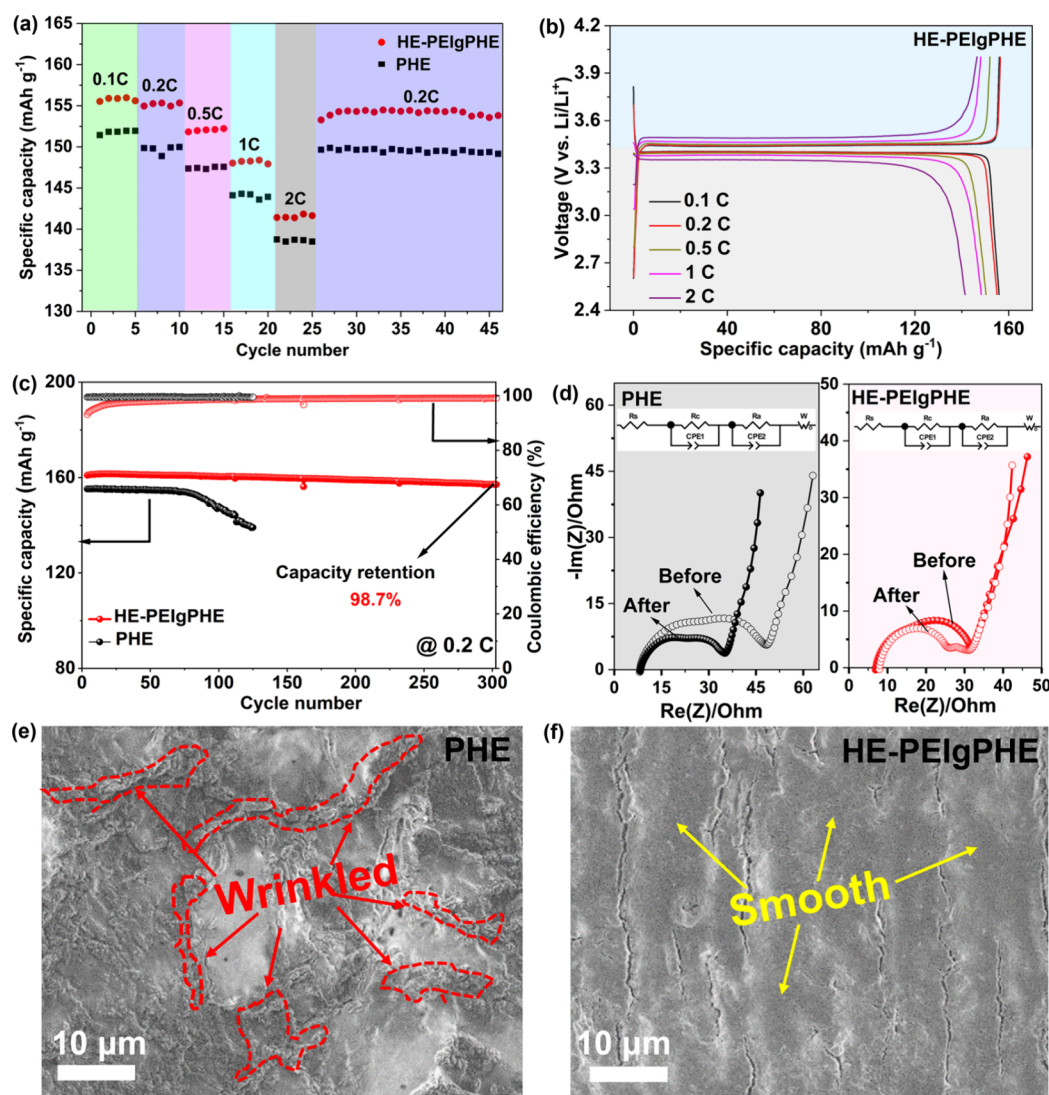 (a)
165
160
155
150
145
140
135
130
Specific capacity (mAh g⁻¹)
0.1C
0.2C
0.5C
1C
2C
0.2C
HE-PEIgPHE
PHE
0 5 10 15 20 25 30 35 40 45
Cycle number
(b)
HE-PEIgPHE
4.2
3.9
3.6
3.3
3.0
2.7
2.4
Voltage (V vs. Li/Li⁺)
0.1 C
0.2 C
0.5 C
1 C
2 C
0 40 80 120 160
Specific capacity (mAh g⁻¹)
(c)
200
160
120
80
Specific capacity (mAh g⁻¹)
100
80
60
40
20
0
Coulombic efficiency (%)
Capacity retention
98.7%
HE-PEIgPHE
PHE
@ 0.2 C
0 50 100 150 200 250 300
Cycle number
(d)
PHE
Rs Rc Ra W
CPE1 CPE2
60
45
30
15
0
-Im(Z)/Ohm
Before
After
0 15 30 45 60
Re(Z)/Ohm
HE-PEIgPHE
Rs Rc Ra W
CPE1 CPE2
50
40
30
20
10
0
Before
After
0 10 20 30 40 50
Re(Z)/Ohm
(e)
PHE
Wrinkled
10 μm
(f)
HE-PEIgPHE
Smooth
10 μm